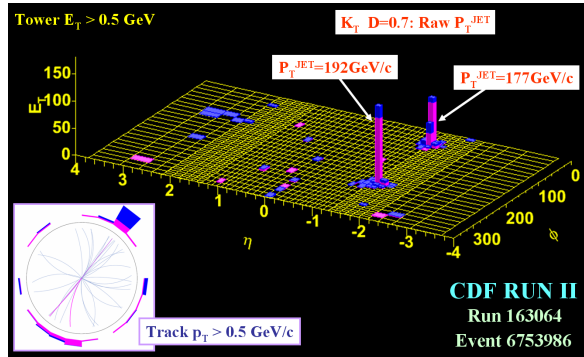 Tower E_T > 0.5 GeV
K_T D=0.7: Raw P_T^JET
P_T^JET=192GeV/c
P_T^JET=177GeV/c
E_T
150
100
50
0
4
3
2
1
0
-1
-2
-3
-4
η
0
100
200
300
ϕ
Track p_T > 0.5 GeV/c
CDF RUN II
Run 163064
Event 6753986